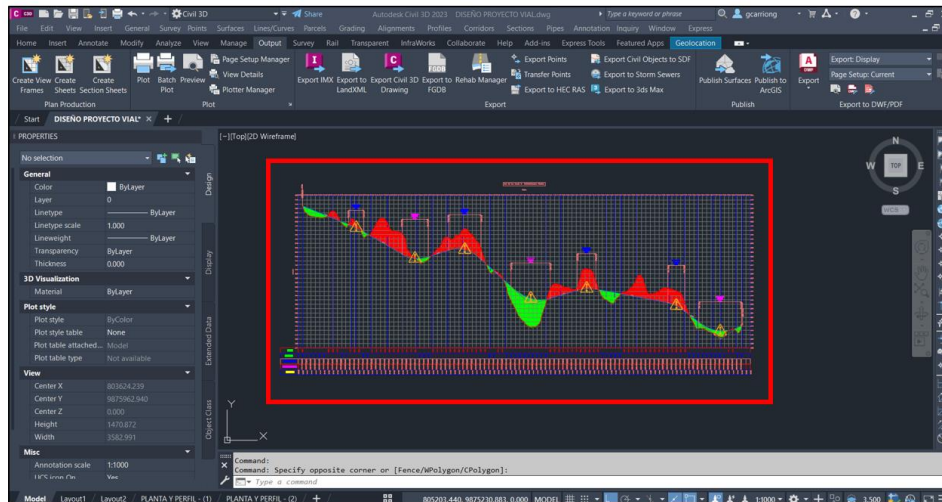 C CIVIL Civil 3D Share Autodesk Civil 3D 2023 DISEÑO PROYECTO VIAL.dwg Type a keyword or phrase gcarriong
File Edit View Insert General Survey Points Surfaces Lines/Curves Parcels Grading Alignments Profiles Corridors Sections Pipes Annotation Inquiry Window Express
Home Insert Annotate Modify Analyze View Manage Output Survey Rail Transparent InfraWorks Collaborate Help Add-ins Express Tools Featured Apps Geolocation
Page Setup Manager Export Points Export Civil Objects to SDF Export: Display
View Details Transfer Points Export to Storm Sewers Page Setup: Current
Create View Create Create Plot Batch Preview Plotter Manager Export IMX Export to Export Civil 3D Export to Rehab Manager Export to HEC RAS Export to 3ds Max Publish Surfaces Publish to Export
Frames Sheets Section Sheets Plot LandXML Drawing FGDB ArcGIS
Plan Production Plot Export Publish Export to DWF/PDF
Start DISEÑO PROYECTO VIAL*
PROPERTIES
[-][Top][2D Wireframe]
No selection
General
Color ByLayer
Layer 0
Linetype ByLayer
Linetype scale 1.000
Lineweight ByLayer
Transparency ByLayer
Thickness 0.000
3D Visualization
Material ByLayer
Plot style
Plot style ByColor
Plot style table None
Plot table attached... Model
Plot table type Not available
View
Center X 803624.239
Center Y 9875962.940
Center Z 0.000
Height 1470.872
Width 3582.991
Misc
Annotation scale 1:1000
UCS icon On Yes
Design
Display
Extended Data
Object Class
N
W TOP E
S
WCS
Y
X
Command:
Command: Specify opposite corner or [Fence/WPolygon/CPolygon]:
Type a command
Model Layout1 Layout2 PLANTA Y PERFIL - (1) PLANTA Y PERFIL - (2) 805203.440, 9875230.883, 0.000 MODEL 1:1000 3.500